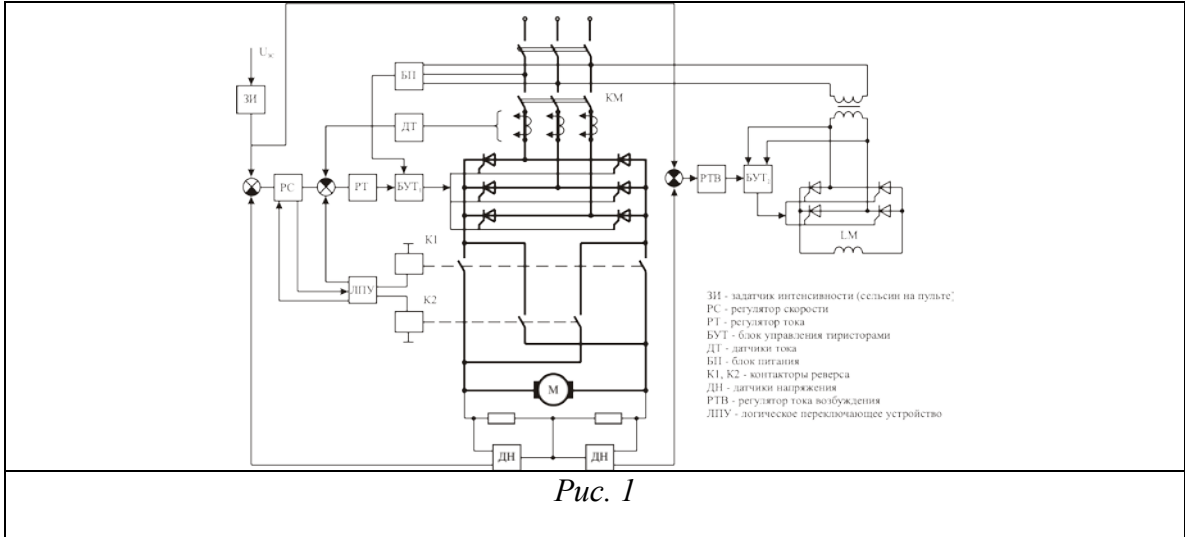 Uзс
БП
КМ
ЗИ
ДТ
РС
РТ
БУТ1
РТВ
БУТ2
LM
К1
ЛПУ
К2
ЗИ - задатчик интенсивности (сельсин на пульте)
РС - регулятор скорости
РТ - регулятор тока
БУТ - блок управления тиристорами
ДТ - датчики тока
БП - блок питания
К1, К2 - контакторы реверса
ДН - датчики напряжения
РТВ - регулятор тока возбуждения
ЛПУ - логическое переключающее устройство
М
ДН
ДН
Рис. 1